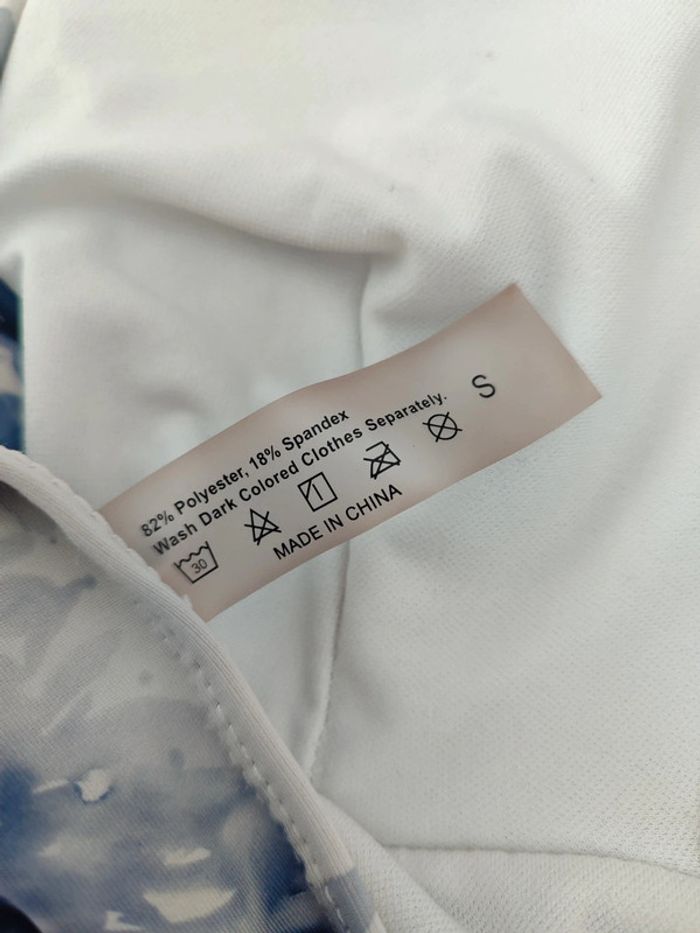 S
82% Polyester, 18% Spandex
Wash Dark Colored Clothes Separately.
30
MADE IN CHINA